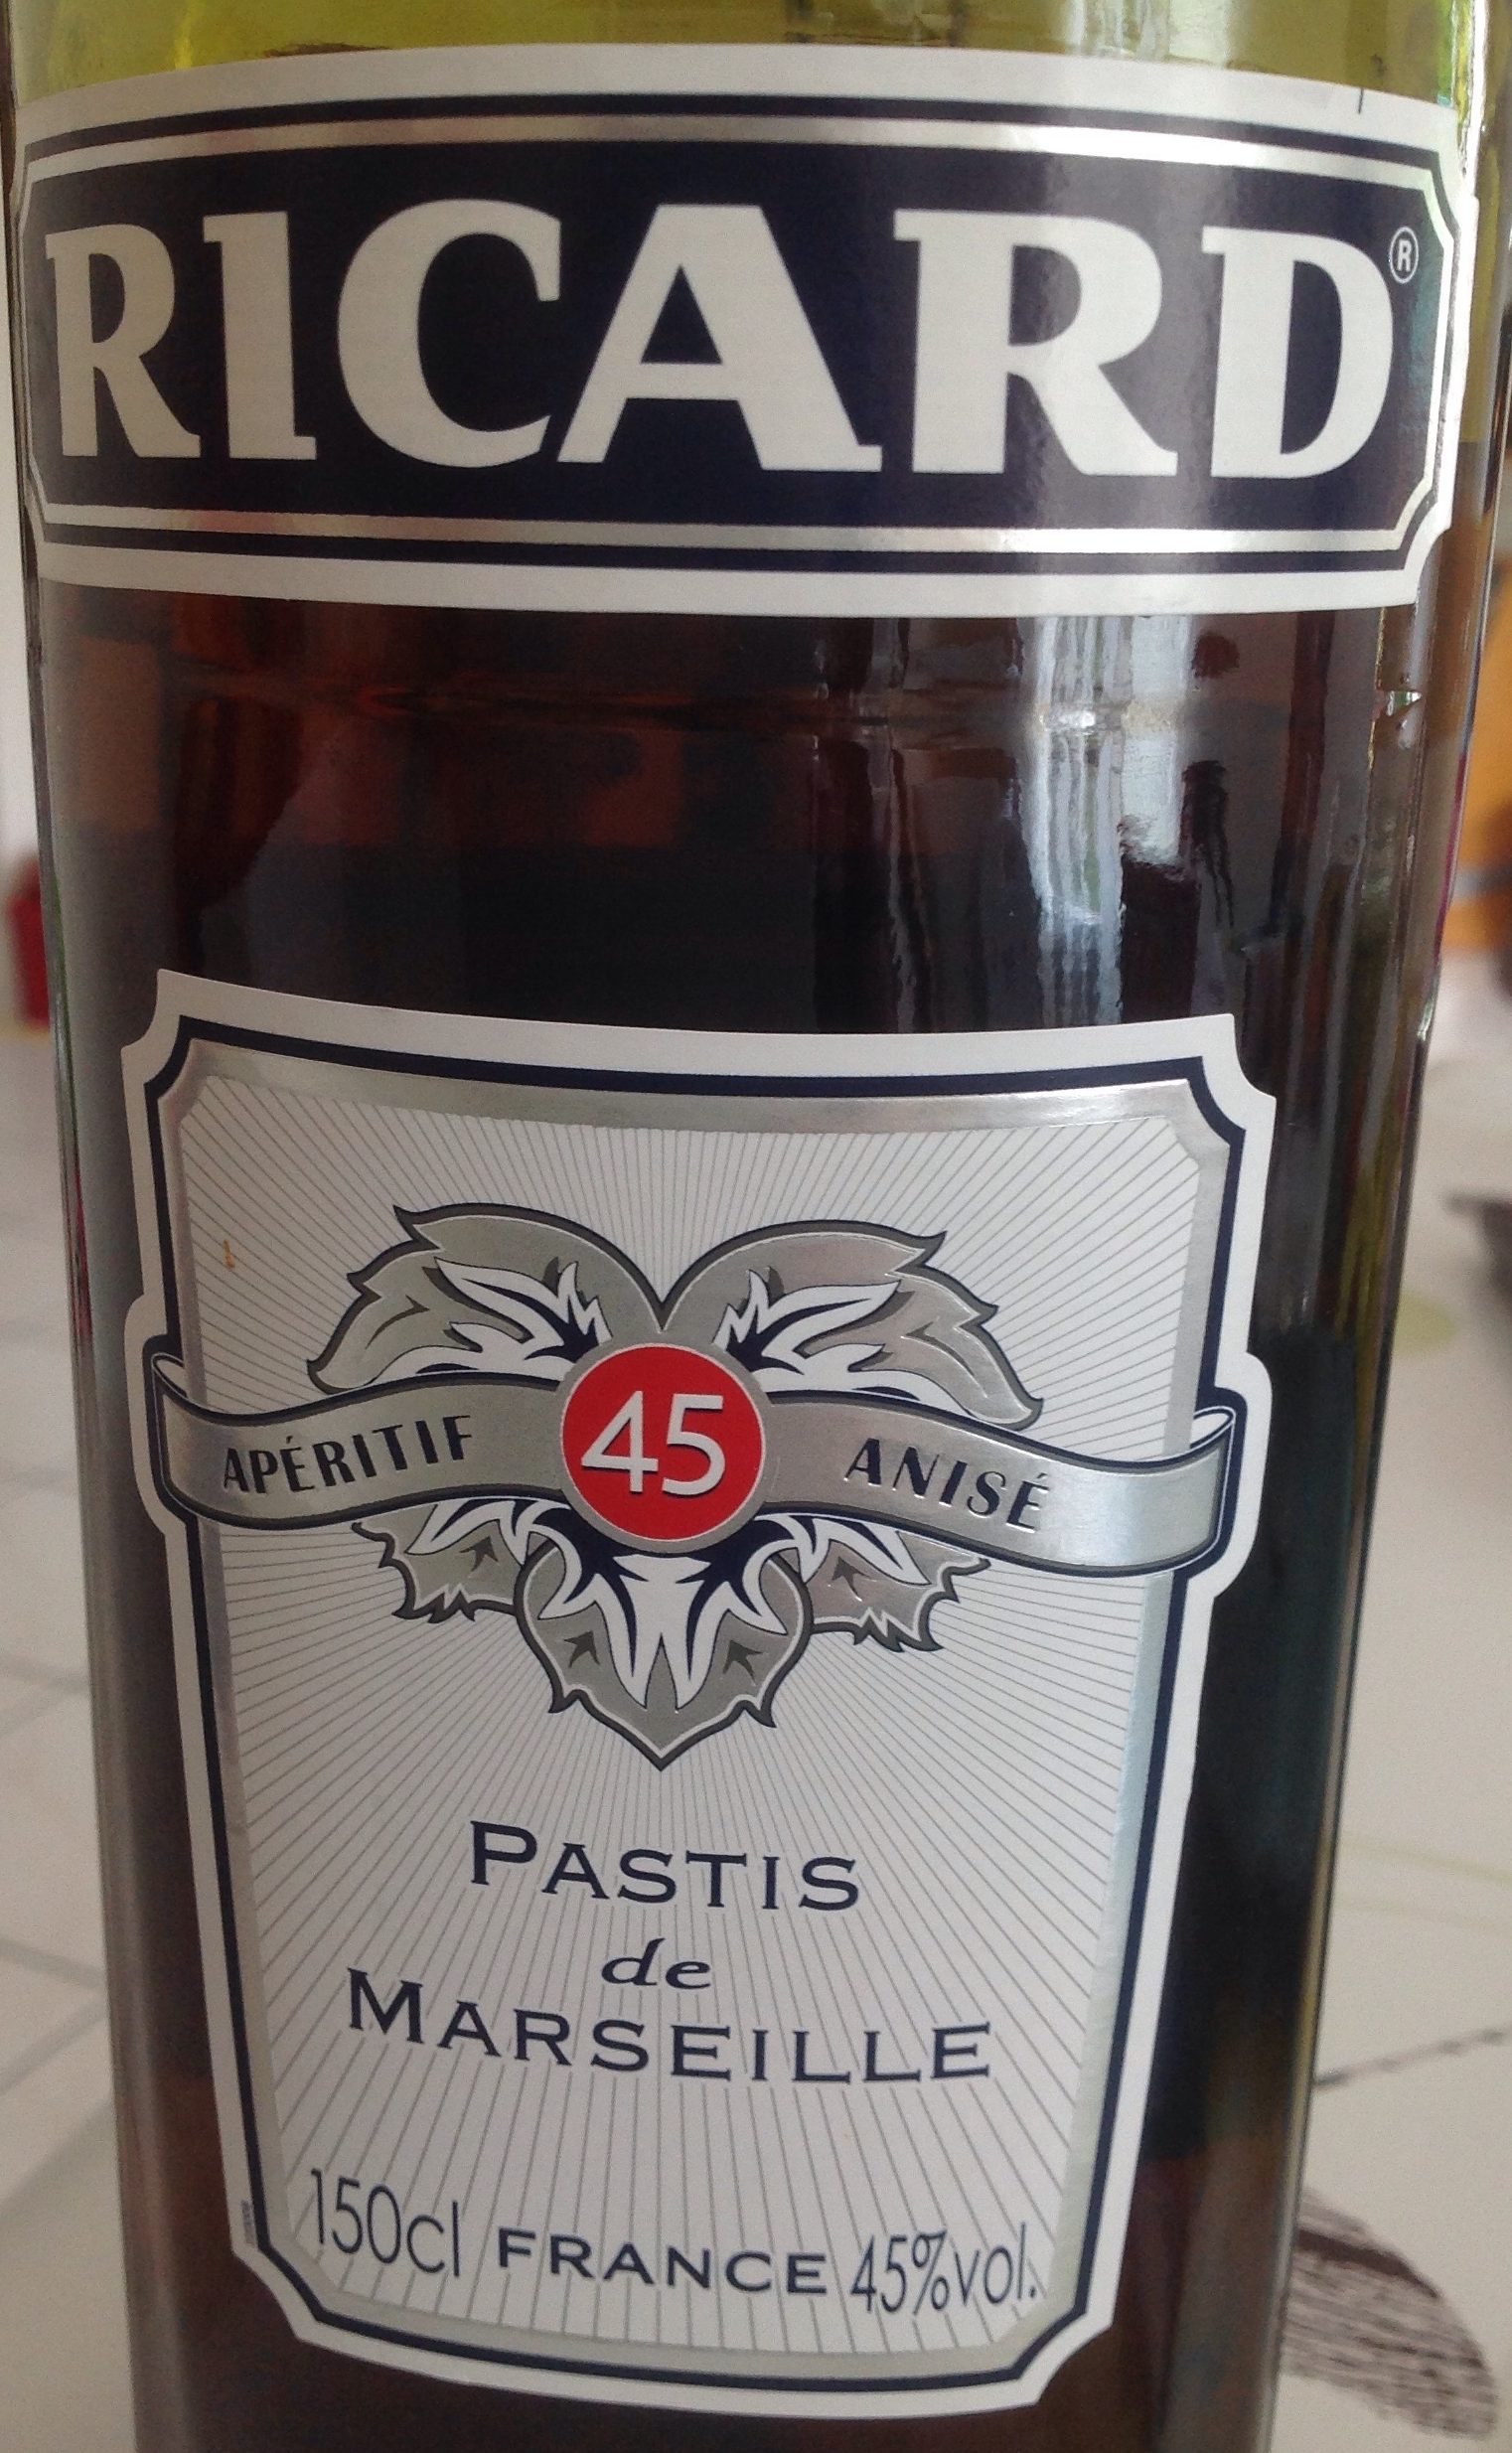 RICARD®
APÉRITIF 45 ANISÉ
PASTIS
de
MARSEILLE
150cl FRANCE 45%vol.